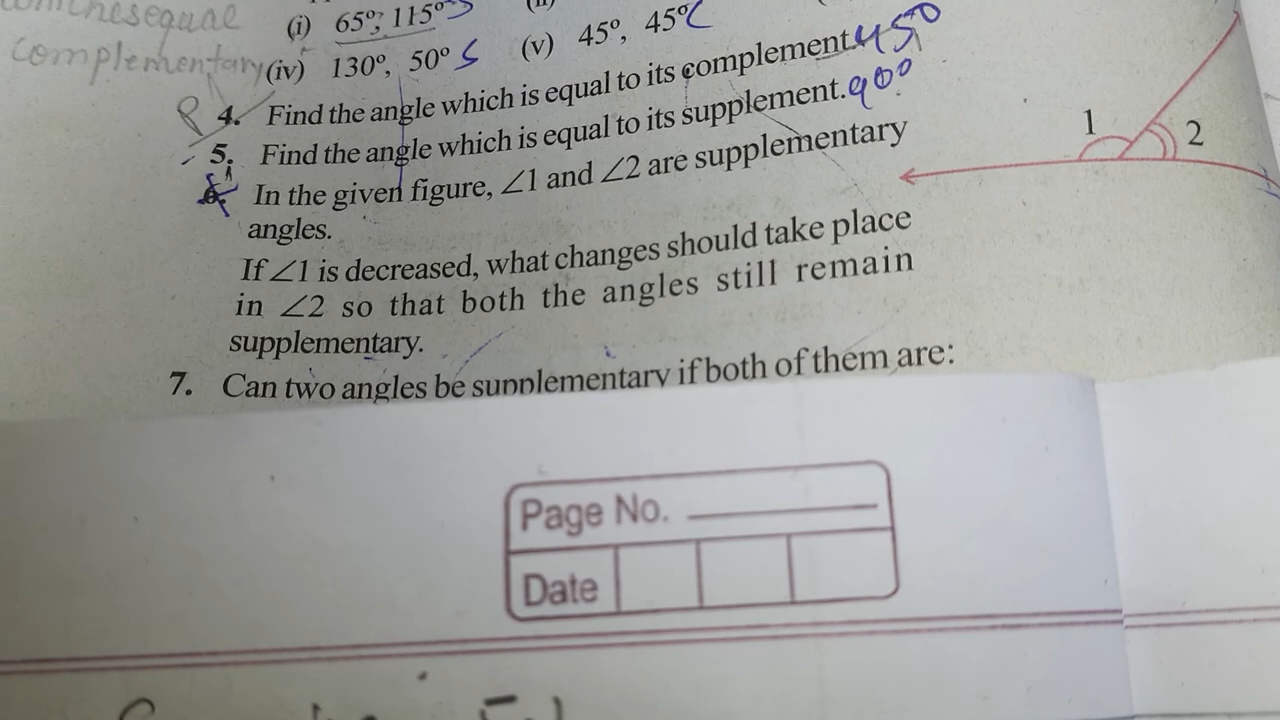 equal
complementary
(i) 65°, 115° S
(iv) 130°, 50° S (v) 45°, 45° C
4. Find the angle which is equal to its complement. 45°
5. Find the angle which is equal to its supplement. 90°
6. In the given figure, ∠1 and ∠2 are supplementary
angles.
1 2
If ∠1 is decreased, what changes should take place
in ∠2 so that both the angles still remain
supplementary.
7. Can two angles be supplementary if both of them are:
Page No.
Date